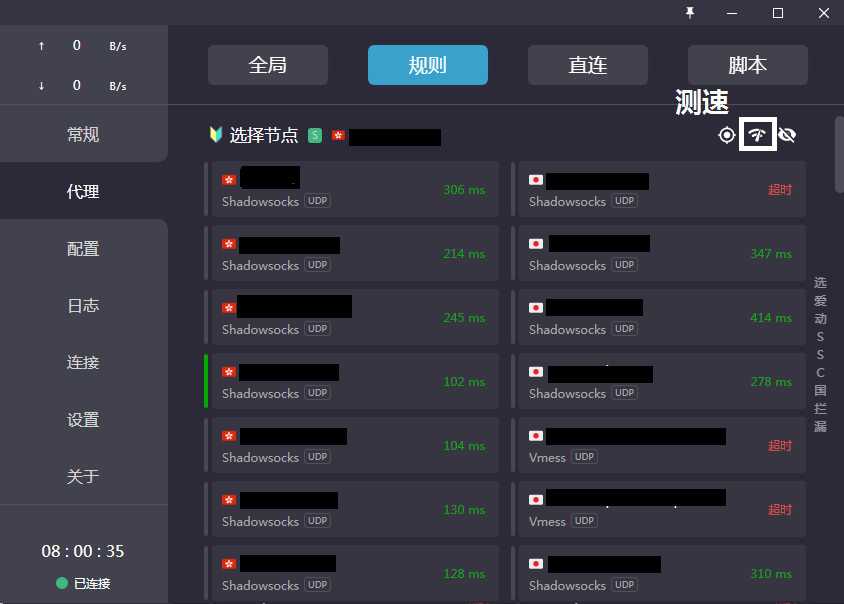 ↑ 0 B/s
↓ 0 B/s
常规
代理
配置
日志
连接
设置
关于
08 : 00 : 35
已连接
全局
规则
直连
脚本
测速
选择节点 S
Shadowsocks UDP
306 ms
Shadowsocks UDP
超时
Shadowsocks UDP
214 ms
Shadowsocks UDP
347 ms
Shadowsocks UDP
245 ms
Shadowsocks UDP
414 ms
Shadowsocks UDP
102 ms
Shadowsocks UDP
278 ms
Shadowsocks UDP
104 ms
Vmess UDP
超时
Shadowsocks UDP
130 ms
Vmess UDP
超时
Shadowsocks UDP
128 ms
Shadowsocks UDP
310 ms
选
爱
动
S
S
C
国
拦
漏